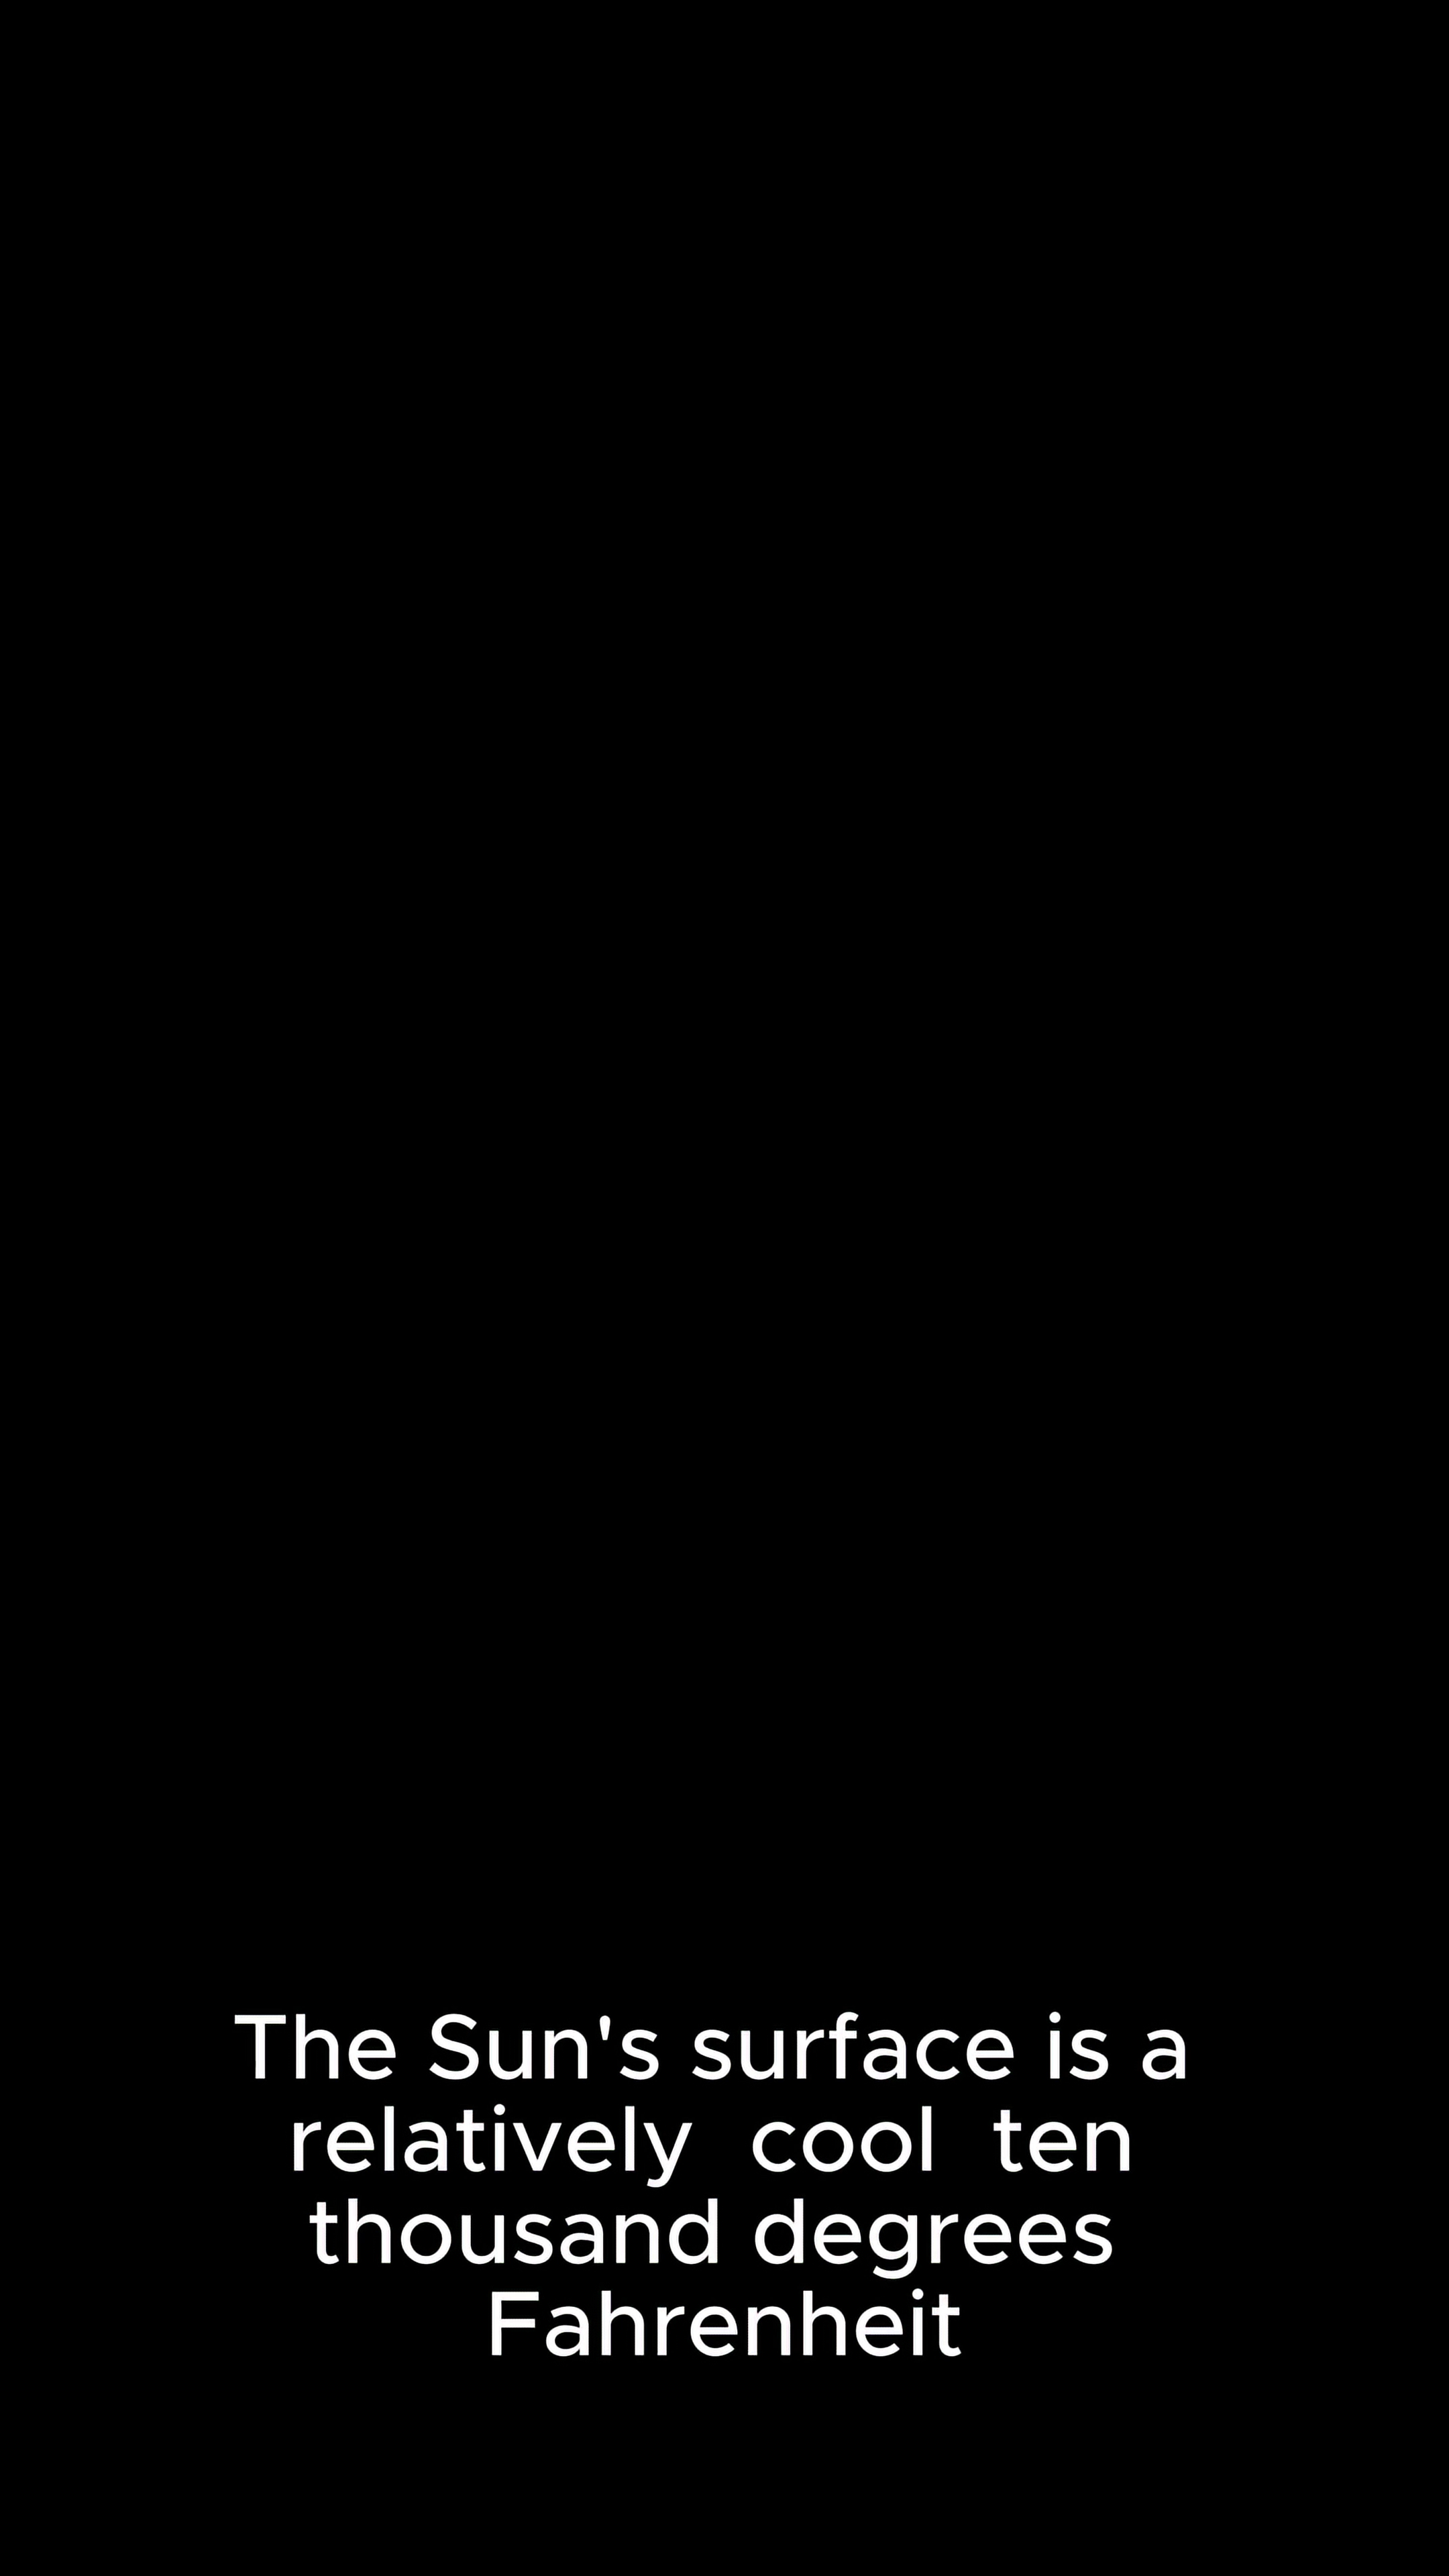 The Sun's surface is a
relatively cool ten
thousand degrees
Fahrenheit